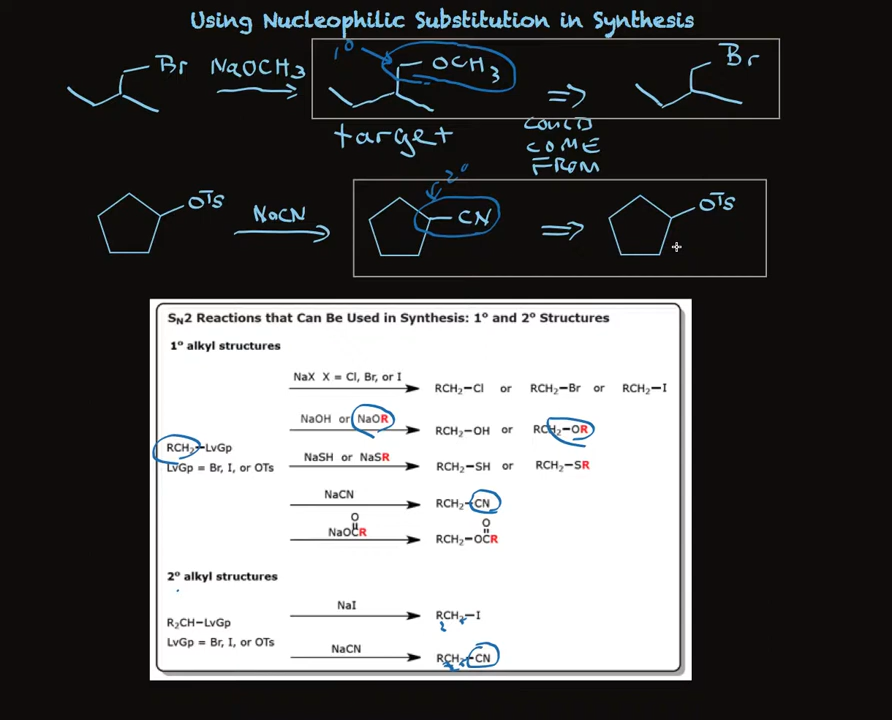 Using Nucleophilic Substitution in Synthesis
Br NaOCH3 1° OCH3 Br
target
COULD
COME
FROM
OTS NaCN 2° CN OTS
SN2 Reactions that Can Be Used in Synthesis: 1° and 2° Structures
1° alkyl structures
NaX X = Cl, Br, or I
RCH2–Cl or RCH2–Br or RCH2–I
NaOH or NaOR
RCH2–OH or RCH2–OR
RCH2–LvGp
LvGp = Br, I, or OTs
NaSH or NaSR
RCH2–SH or RCH2–SR
NaCN
RCH2–CN
O
NaOCR
O
RCH2–OCR
2° alkyl structures
NaI
RCH2–I
2
R2CH–LvGp
LvGp = Br, I, or OTs
NaCN
RCH2–CN